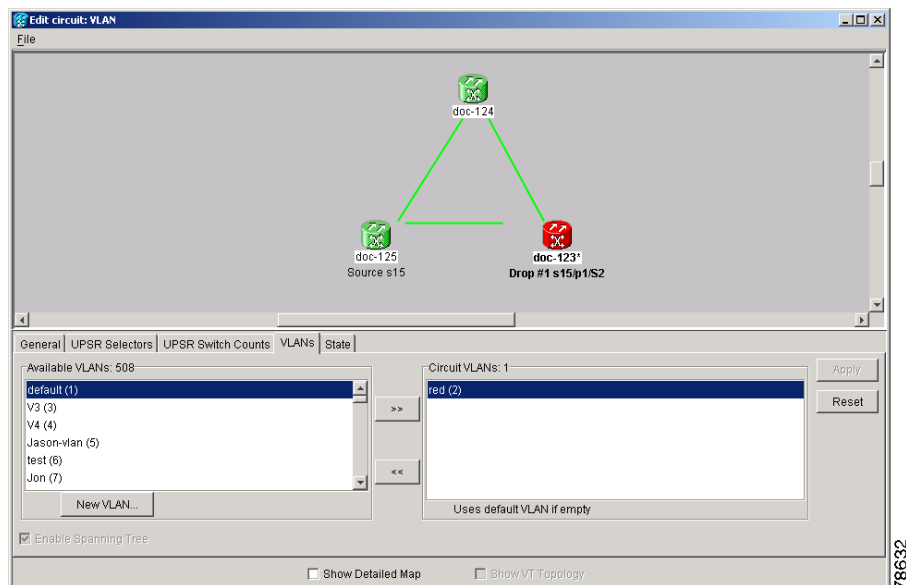 Edit circuit: VLAN
File
doc-124
doc-125
Source s15
doc-123*
Drop #1 s15/p1/S2
General UPSR Selectors UPSR Switch Counts VLANs State
Available VLANs: 508
default (1)
V3 (3)
V4 (4)
Jason-vlan (5)
test (6)
Jon (7)
New VLAN...
>>
<<
Circuit VLANs: 1
red (2)
Uses default VLAN if empty
Apply
Reset
Enable Spanning Tree
Show Detailed Map
Show VT Topology
78632